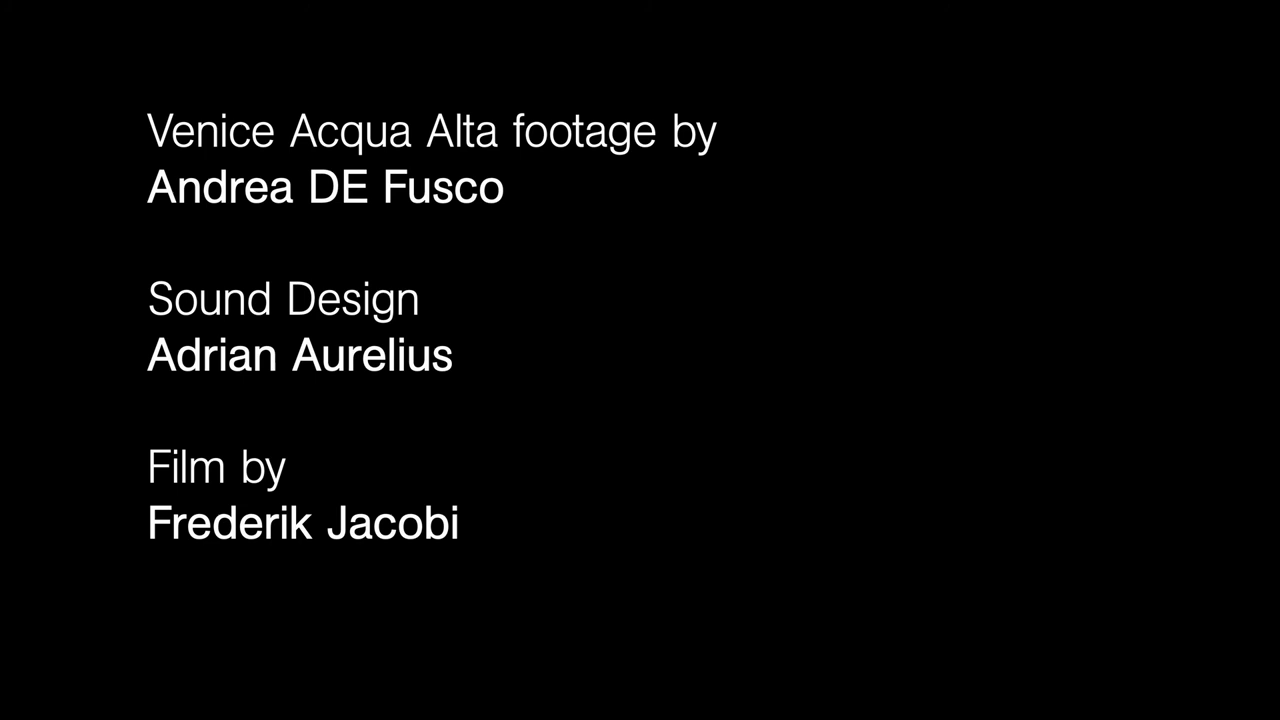 Venice Acqua Alta footage by
Andrea DE Fusco
Sound Design
Adrian Aurelius
Film by
Frederik Jacobi